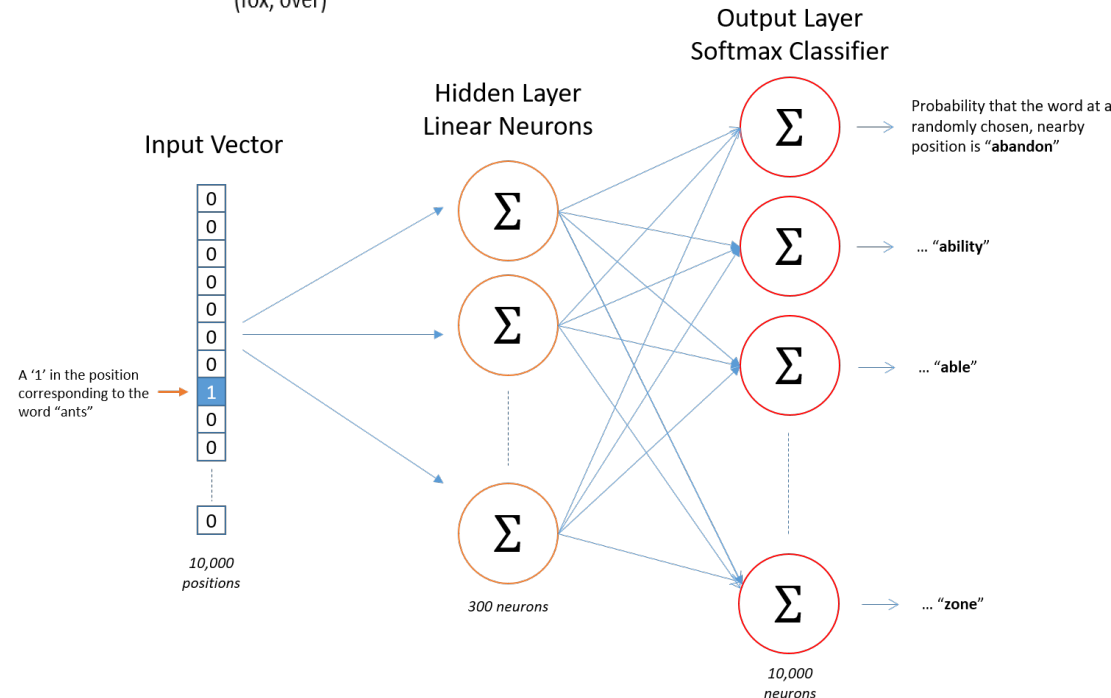 (fox, over)
Output Layer
Softmax Classifier
Hidden Layer
Linear Neurons
Input Vector
0
0
0
0
0
0
0
1
0
0
0
A ‘1’ in the position
corresponding to the
word “ants”
10,000
positions
Σ
Σ
Σ
300 neurons
Σ
Σ
Σ
Σ
10,000
neurons
Probability that the word at a
randomly chosen, nearby
position is “abandon”
... “ability”
... “able”
... “zone”